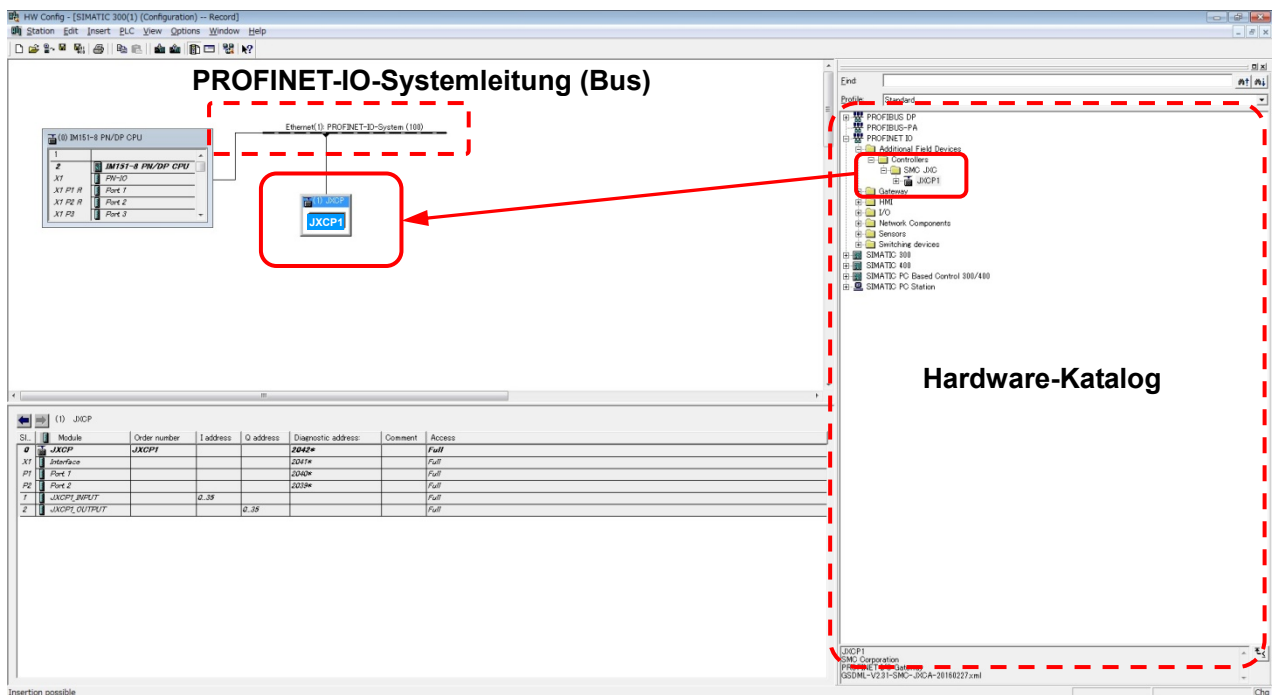 HW Config - [SIMATIC 300(1) (Configuration) -- Record]
Station Edit Insert PLC View Options Window Help
PROFINET-IO-Systemleitung (Bus)
Ethernet(1): PROFINET-IO-System (100)
(0) IM151-8 PN/DP CPU
1
2 IM151-8 PN/DP CPU
X1 PN-IO
X1 P1 R Port 1
X1 P2 R Port 2
X1 P3 Port 3
(1) JXCP
JXCP1
Find:
Profile: Standard
PROFIBUS DP
PROFIBUS-PA
PROFINET IO
Additional Field Devices
Controllers
SMC JXC
JXCP1
Gateway
HMI
I/O
Network Components
Sensors
Switching devices
SIMATIC 300
SIMATIC 400
SIMATIC PC Based Control 300/400
SIMATIC PC Station
Hardware-Katalog
(1) JXCP
Sl... Module Order number I address Q address Diagnostic address: Comment Access
0 JXCP JXCP1 2042* Full
X1 Interface 2041* Full
P1 Port 1 2040* Full
P2 Port 2 2039* Full
1 JXCP1_INPUT 0..35 Full
2 JXCP1_OUTPUT 0..35 Full
JXCP1
SMC Corporation
PROFINET IO Gateway
GSDML-V2.31-SMC-JXCA-20160227.xml
Insertion possible
Chg